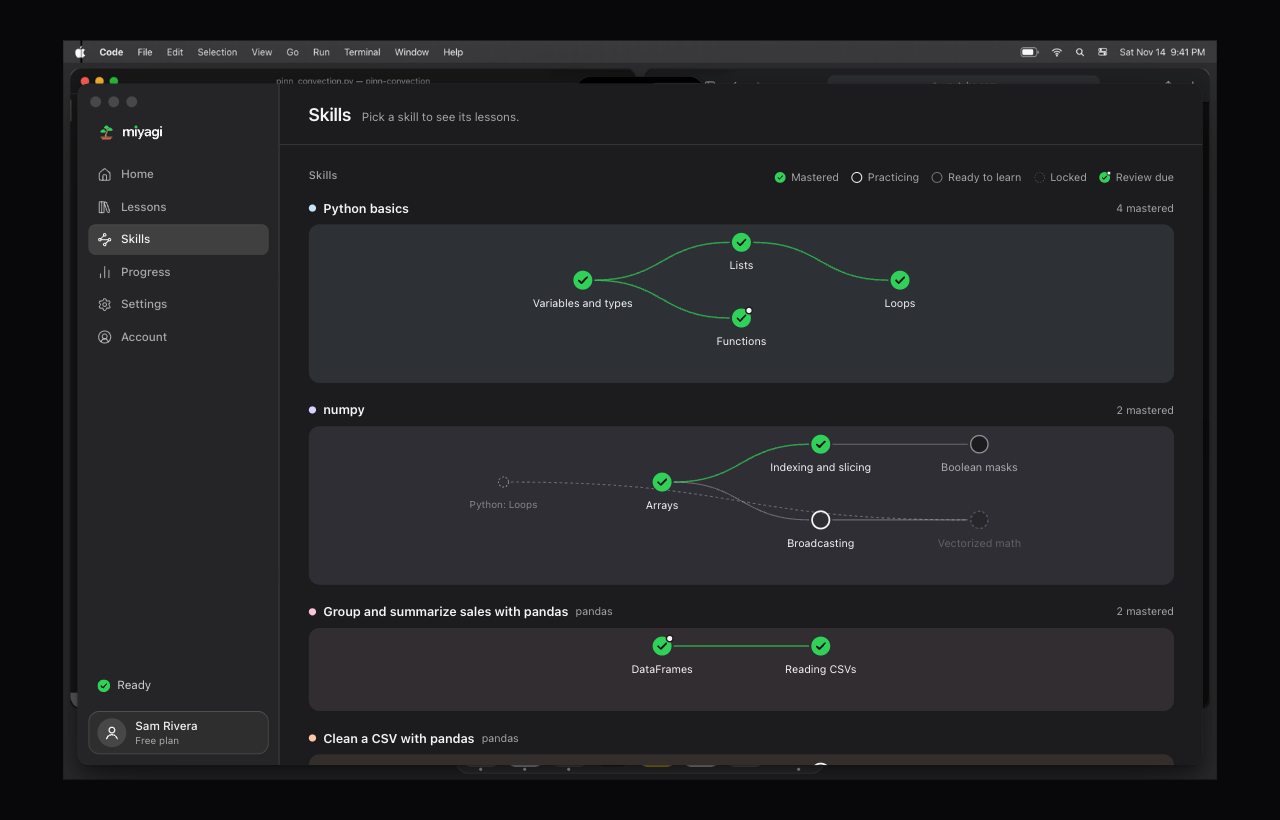 Code File Edit Selection View Go Run Terminal Window Help
Sat Nov 14 9:41 PM
pinn_convection.py — pinn-convection
miyagi
Home
Lessons
Skills
Progress
Settings
Account
Ready
Sam Rivera
Free plan
Skills Pick a skill to see its lessons.
Skills
Mastered Practicing Ready to learn Locked Review due
Python basics 4 mastered
Lists
Variables and types Loops
Functions
numpy 2 mastered
Indexing and slicing Boolean masks
Python: Loops Arrays
Broadcasting Vectorized math
Group and summarize sales with pandas pandas 2 mastered
DataFrames Reading CSVs
Clean a CSV with pandas pandas